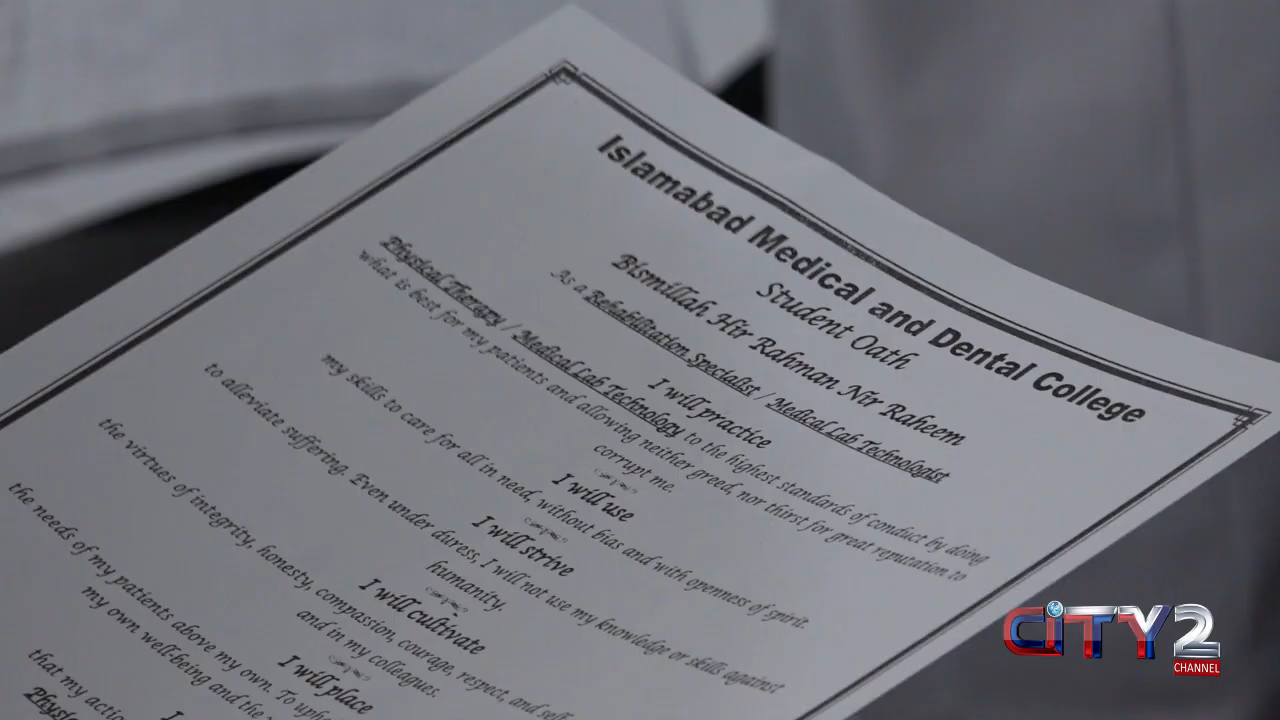 Islamabad Medical and Dental College
Student Oath
Bismillah Hir Rahman Nir Raheem
As a Rehabilitation Specialist / Medical Lab Technologist
I will practice
Physical Therapy / Medical Lab Technology to the highest standards of conduct by doing
what is best for my patients and allowing neither greed, nor thirst for great reputation to
corrupt me.
I will use
my skills to care for all in need, without bias and with openness of spirit.
I will strive
to alleviate suffering. Even under duress, I will not use my knowledge or skills against
humanity.
I will cultivate
the virtues of integrity, honesty, compassion, courage, respect, and self
and in my colleagues.
I will place
the needs of my patients above my own. To
my own well-being and the
I
that my
CITY2
CHANNEL